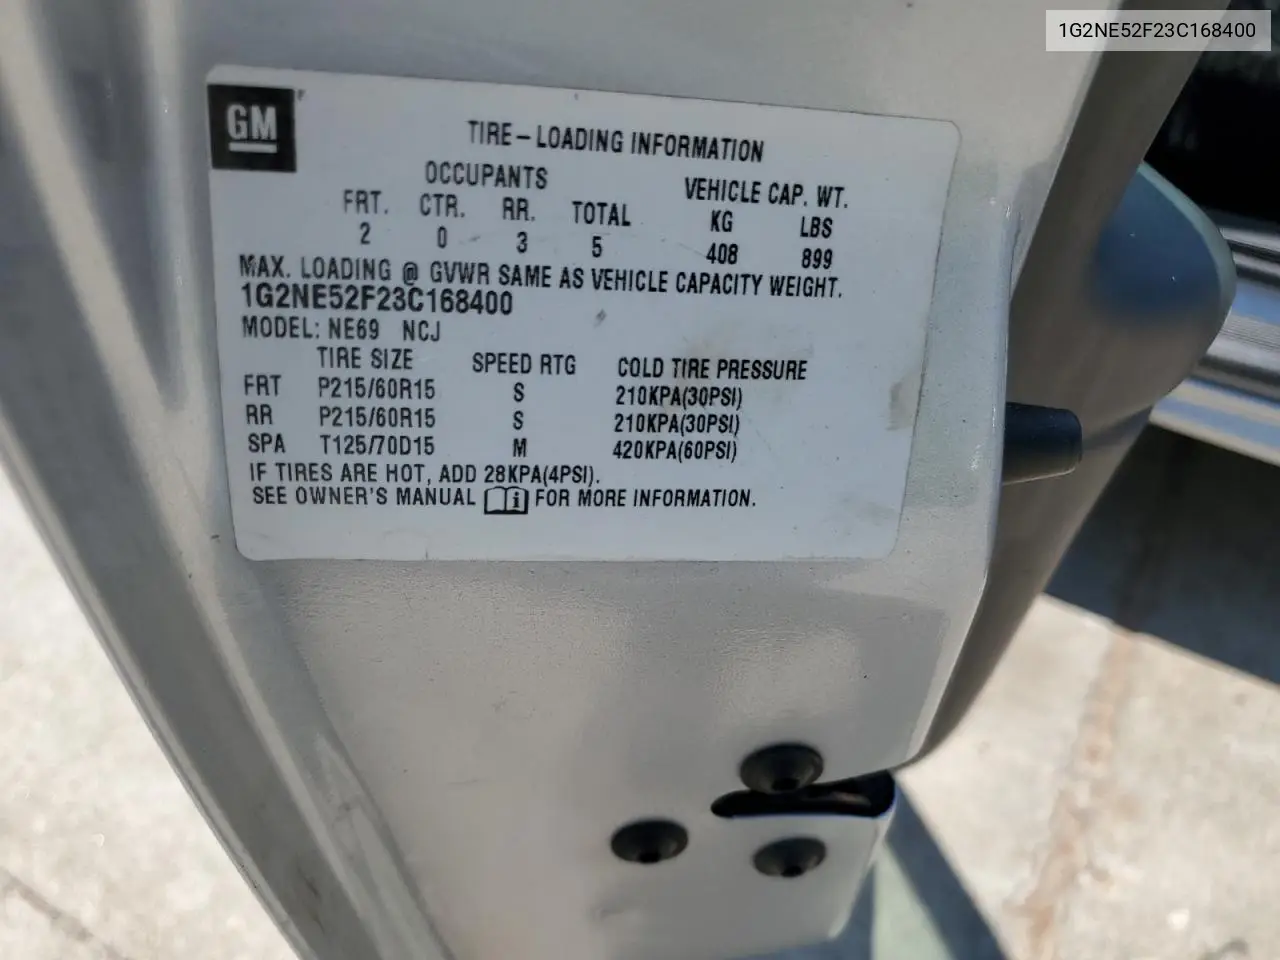 1G2NE52F23C168400
GM
TIRE-LOADING INFORMATION
OCCUPANTS VEHICLE CAP. WT.
FRT. CTR. RR. TOTAL KG LBS
2 0 3 5 408 899
MAX. LOADING @ GVWR SAME AS VEHICLE CAPACITY WEIGHT.
1G2NE52F23C168400
MODEL: NE69 NCJ
TIRE SIZE SPEED RTG COLD TIRE PRESSURE
FRT P215/60R15 S 210KPA(30PSI)
RR P215/60R15 S 210KPA(30PSI)
SPA T125/70D15 M 420KPA(60PSI)
IF TIRES ARE HOT, ADD 28KPA(4PSI).
SEE OWNER'S MANUAL i FOR MORE INFORMATION.